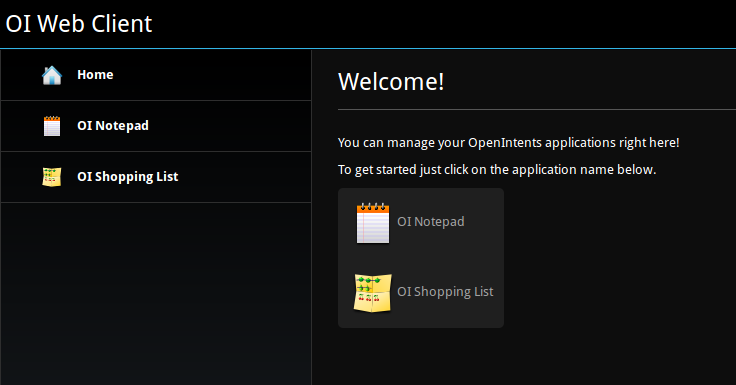 OI Web Client
Home
OI Notepad
OI Shopping List
Welcome!
You can manage your OpenIntents applications right here!
To get started just click on the application name below.
OI Notepad
OI Shopping List